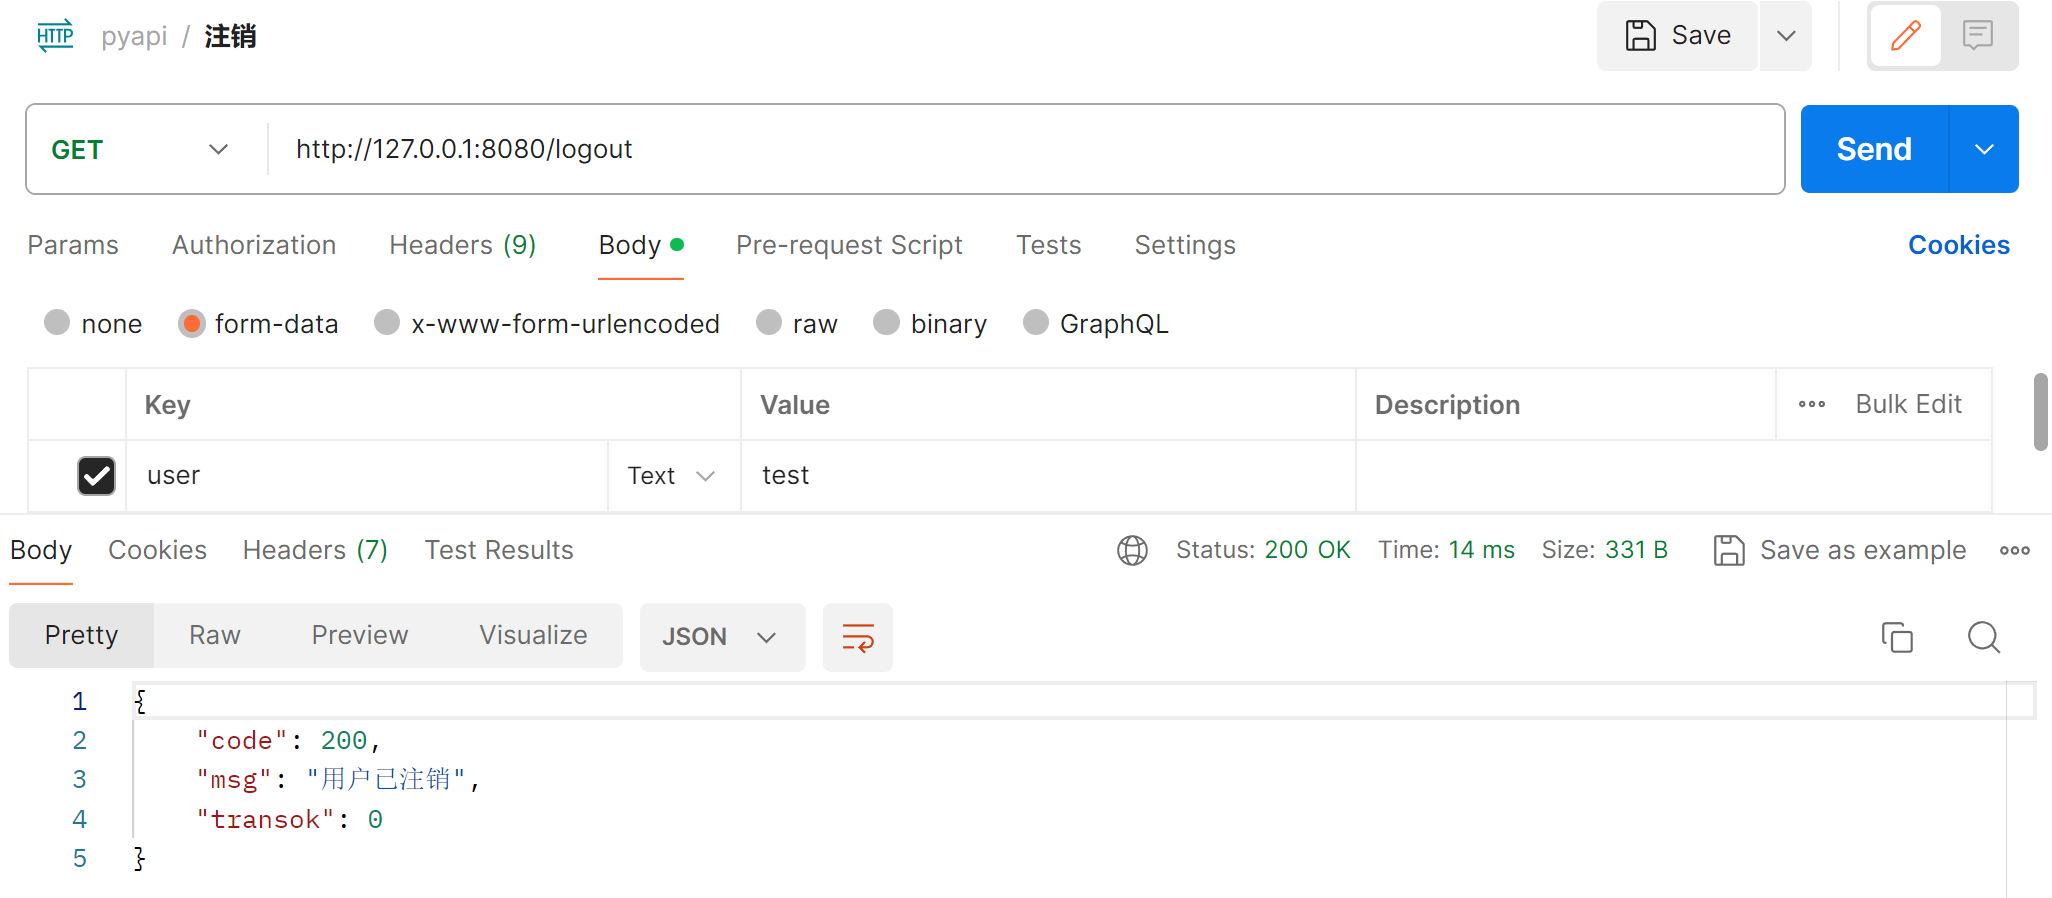 HTTP pyapi / 注销 Save
GET http://127.0.0.1:8080/logout Send
Params Authorization Headers (9) Body Pre-request Script Tests Settings Cookies
none form-data x-www-form-urlencoded raw binary GraphQL
Key Value Description Bulk Edit
user Text test
Body Cookies Headers (7) Test Results Status: 200 OK Time: 14 ms Size: 331 B Save as example
Pretty Raw Preview Visualize JSON
1 {
2 "code": 200,
3 "msg": "用户已注销",
4 "transok": 0
5 }